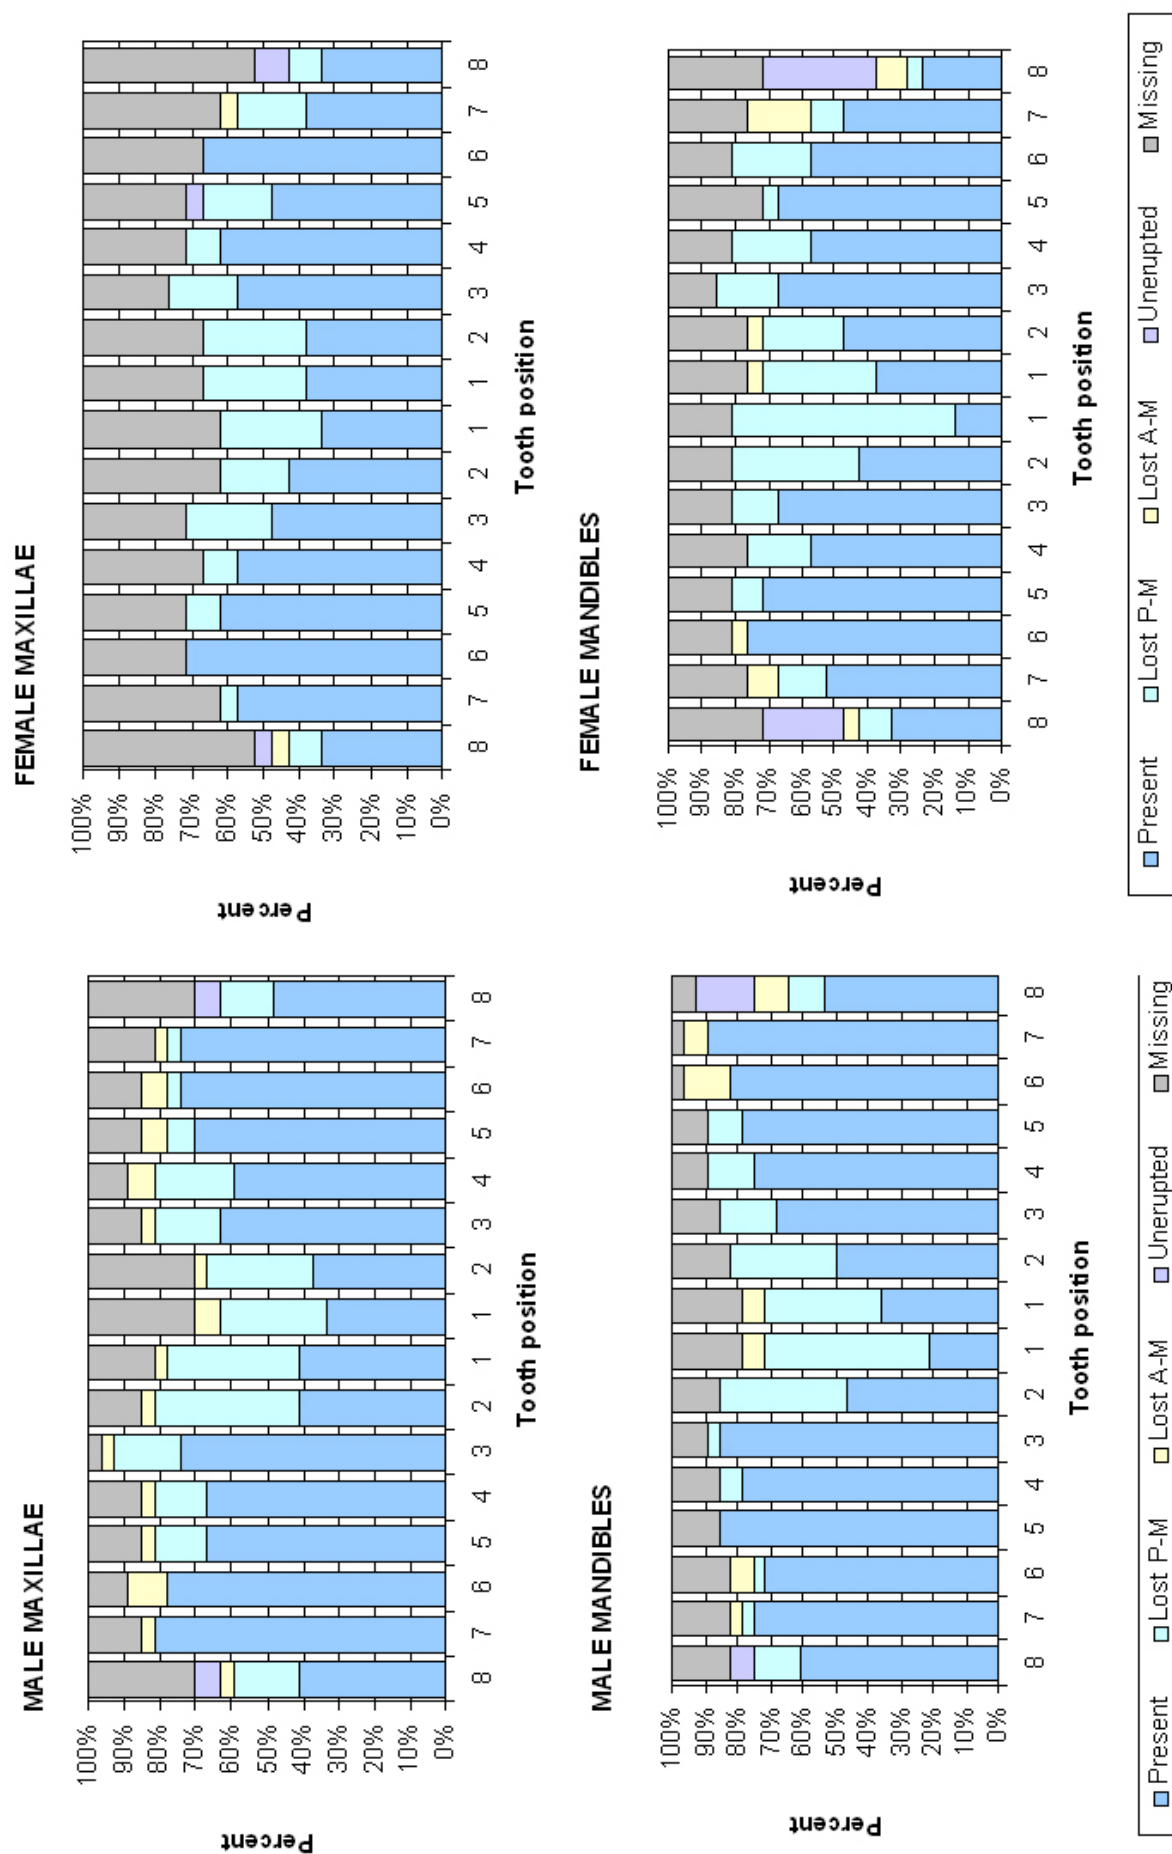 MALE MAXILLAE
100%
90%
80%
70%
60%
50%
40%
30%
20%
10%
0%
Percent
8 7 6 5 4 3 2 1 1 2 3 4 5 6 7 8
Tooth position
FEMALE MAXILLAE
100%
90%
80%
70%
60%
50%
40%
30%
20%
10%
0%
Percent
8 7 6 5 4 3 2 1 1 2 3 4 5 6 7 8
Tooth position
MALE MANDIBLES
100%
90%
80%
70%
60%
50%
40%
30%
20%
10%
0%
Percent
8 7 6 5 4 3 2 1 1 2 3 4 5 6 7 8
Tooth position
FEMALE MANDIBLES
100%
90%
80%
70%
60%
50%
40%
30%
20%
10%
0%
Percent
8 7 6 5 4 3 2 1 1 2 3 4 5 6 7 8
Tooth position
Present Lost P-M Lost A-M Unerupted Missing
Present Lost P-M Lost A-M Unerupted Missing